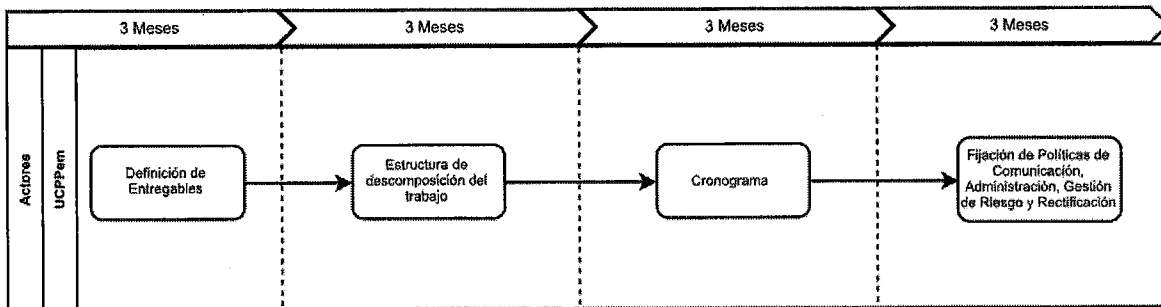 3 Meses
3 Meses
3 Meses
3 Meses
Actores
UCPPem
Definición de
Entregables
Estructura de
descomposición del
trabajo
Cronograma
Fijación de Políticas de
Comunicación,
Administración, Gestión
de Riesgo y Rectificación